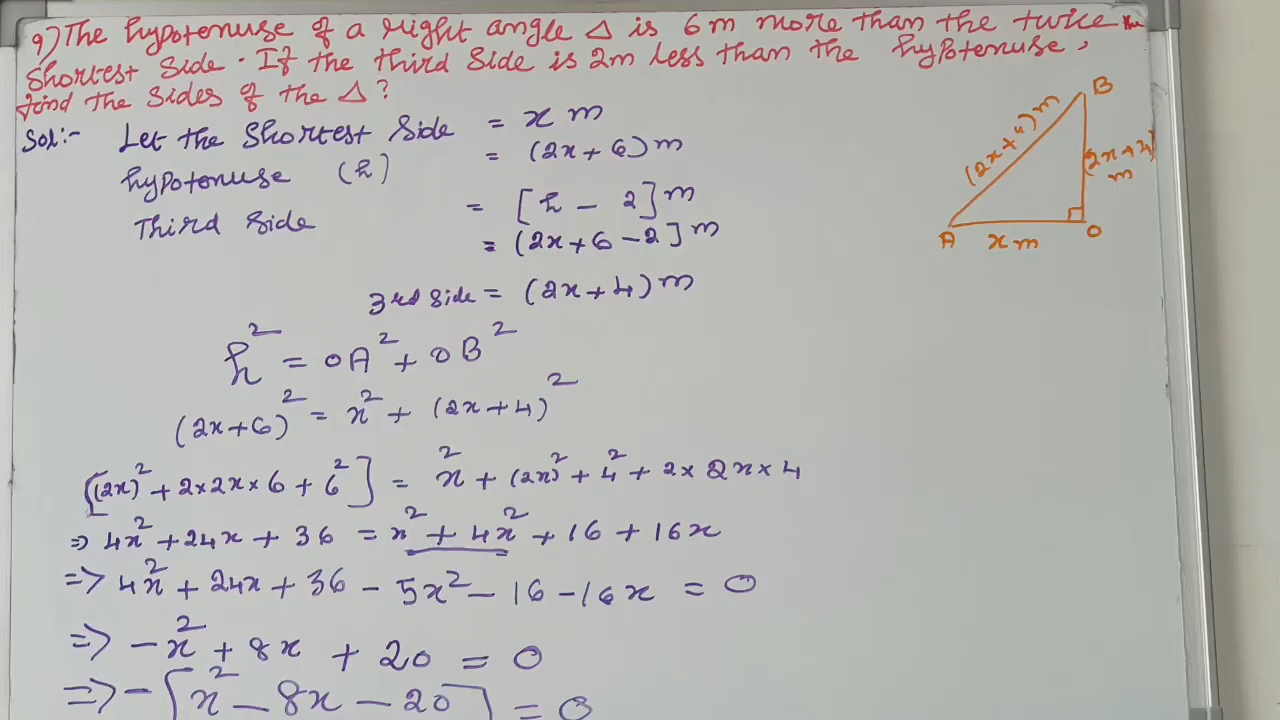 9) The hypotenuse of a right angle Δ is 6m more than the twice the
shortest side. If the third side is 2m less than the hypotenuse,
find the sides of the Δ?
Sol:- Let the shortest side = x m
hypotenuse (h) = (2x+6)m
Third side = [h - 2]m
= (2x+6-2]m
3rd side = (2x+4)m
h² = OA² + OB²
(2x+6)² = x² + (2x+4)²
[(2x)² + 2×2x×6 + 6²] = x² + (2x)² + 4² + 2×2x×4
⇒ 4x² + 24x + 36 = x² + 4x² + 16 + 16x
⇒ 4x² + 24x + 36 - 5x² - 16 - 16x = 0
⇒ -x² + 8x + 20 = 0
⇒ -[x² - 8x - 20] = 0
B
(2x+4)
m
A
x m
O